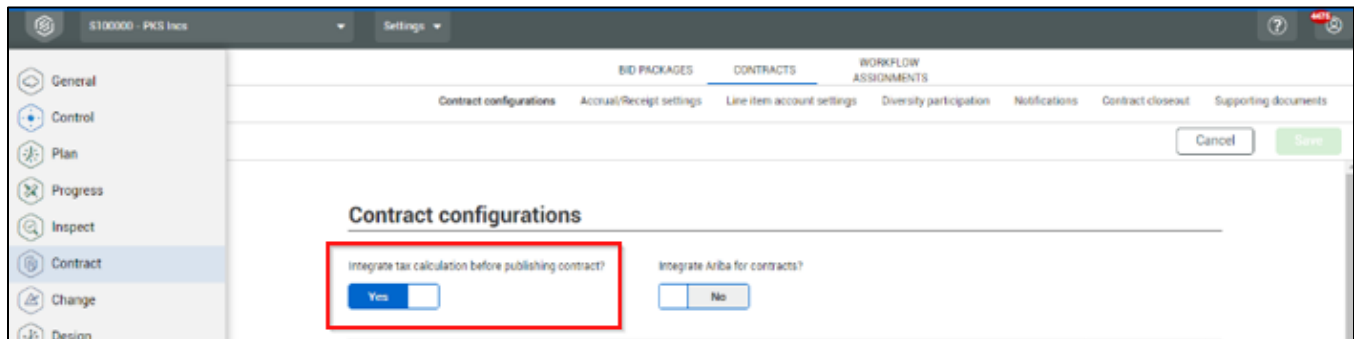 S100000 - PKS Incs
Settings
4475
General
Control
Plan
Progress
Inspect
Contract
Change
Design
BID PACKAGES
CONTRACTS
WORKFLOW
ASSIGNMENTS
Contract configurations
Accrual/Receipt settings
Line item account settings
Diversity participation
Notifications
Contract closeout
Supporting documents
Cancel
Save
Contract configurations
Integrate tax calculation before publishing contract?
Yes
Integrate Ariba for contracts?
No